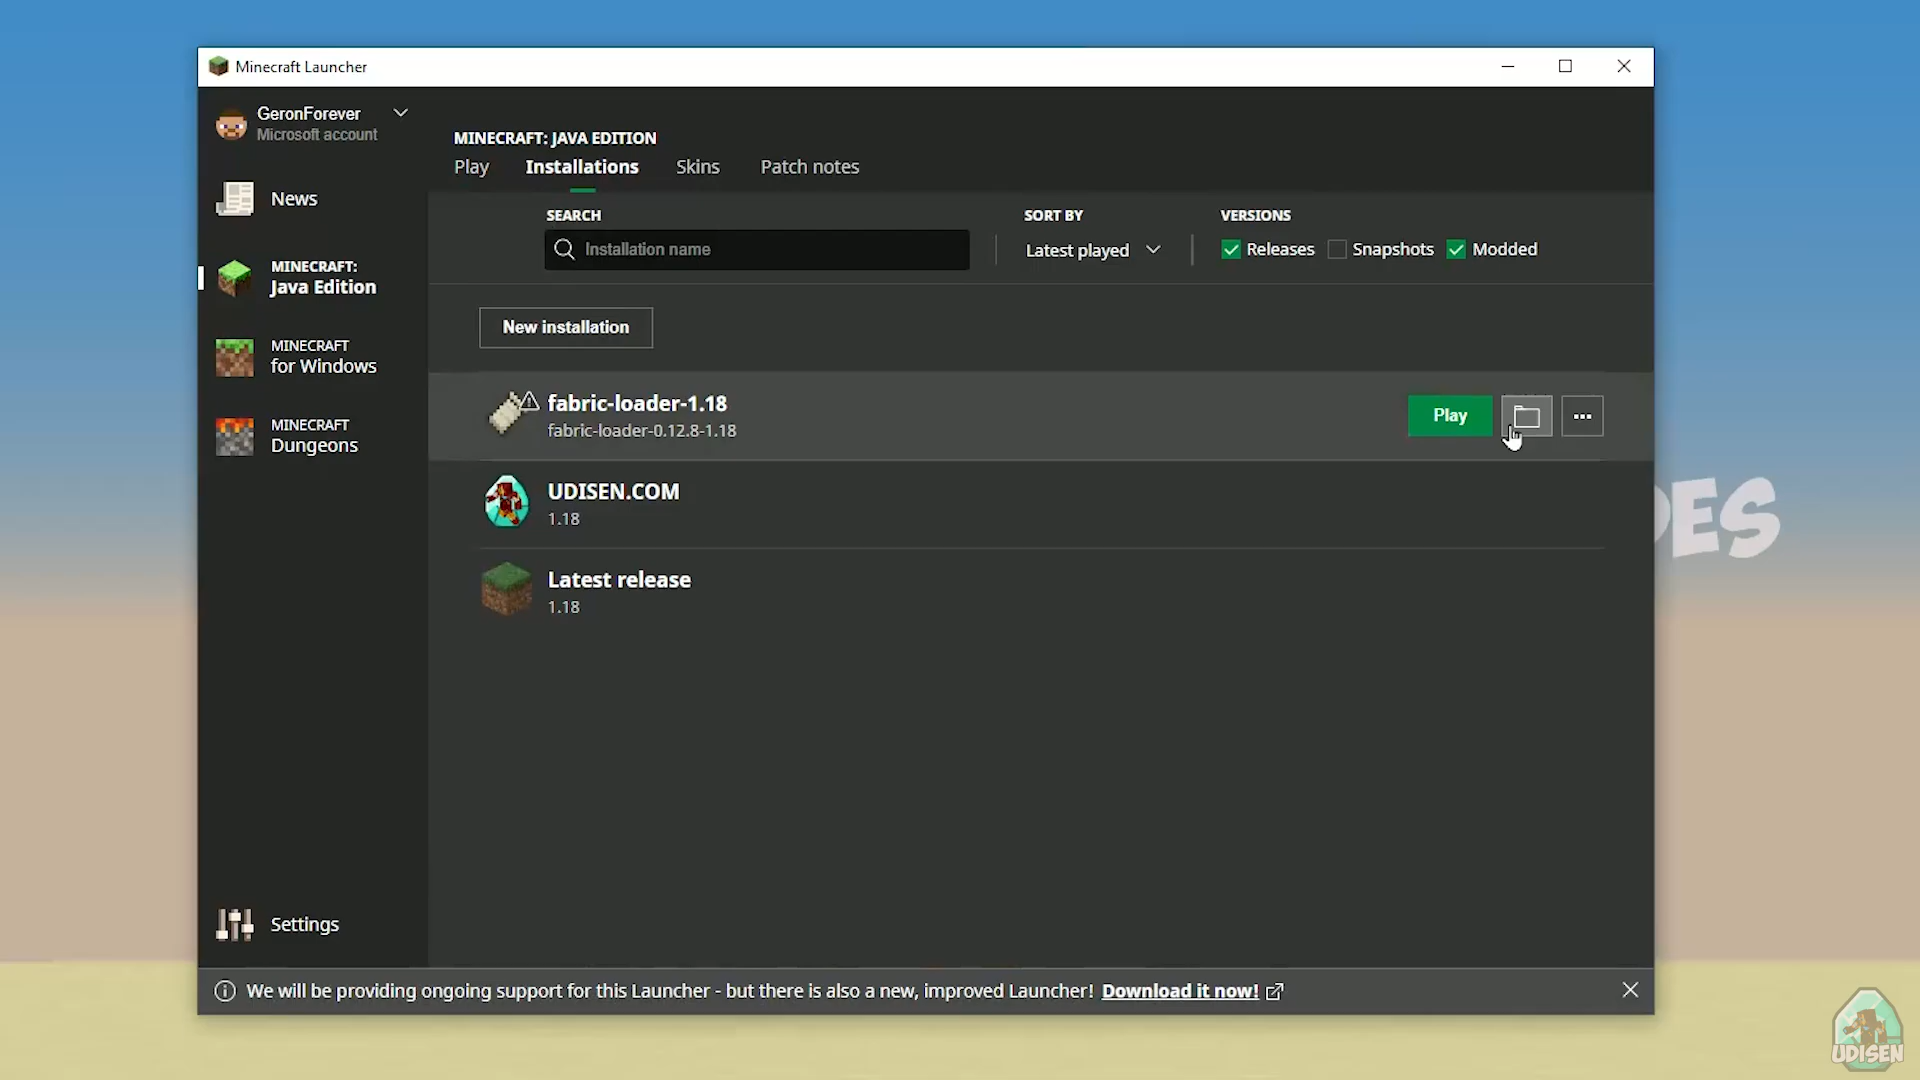 Minecraft Launcher
GeronForever
Microsoft account
News
MINECRAFT:
Java Edition
MINECRAFT
for Windows
MINECRAFT
Dungeons
Settings
MINECRAFT: JAVA EDITION
Play Installations Skins Patch notes
SEARCH SORT BY VERSIONS
Installation name Latest played Releases Snapshots Modded
New installation
fabric-loader-1.18
fabric-loader-0.12.8-1.18
Play
UDISEN.COM
1.18
Latest release
1.18
We will be providing ongoing support for this Launcher - but there is also a new, improved Launcher! Download it now!
UDISEN